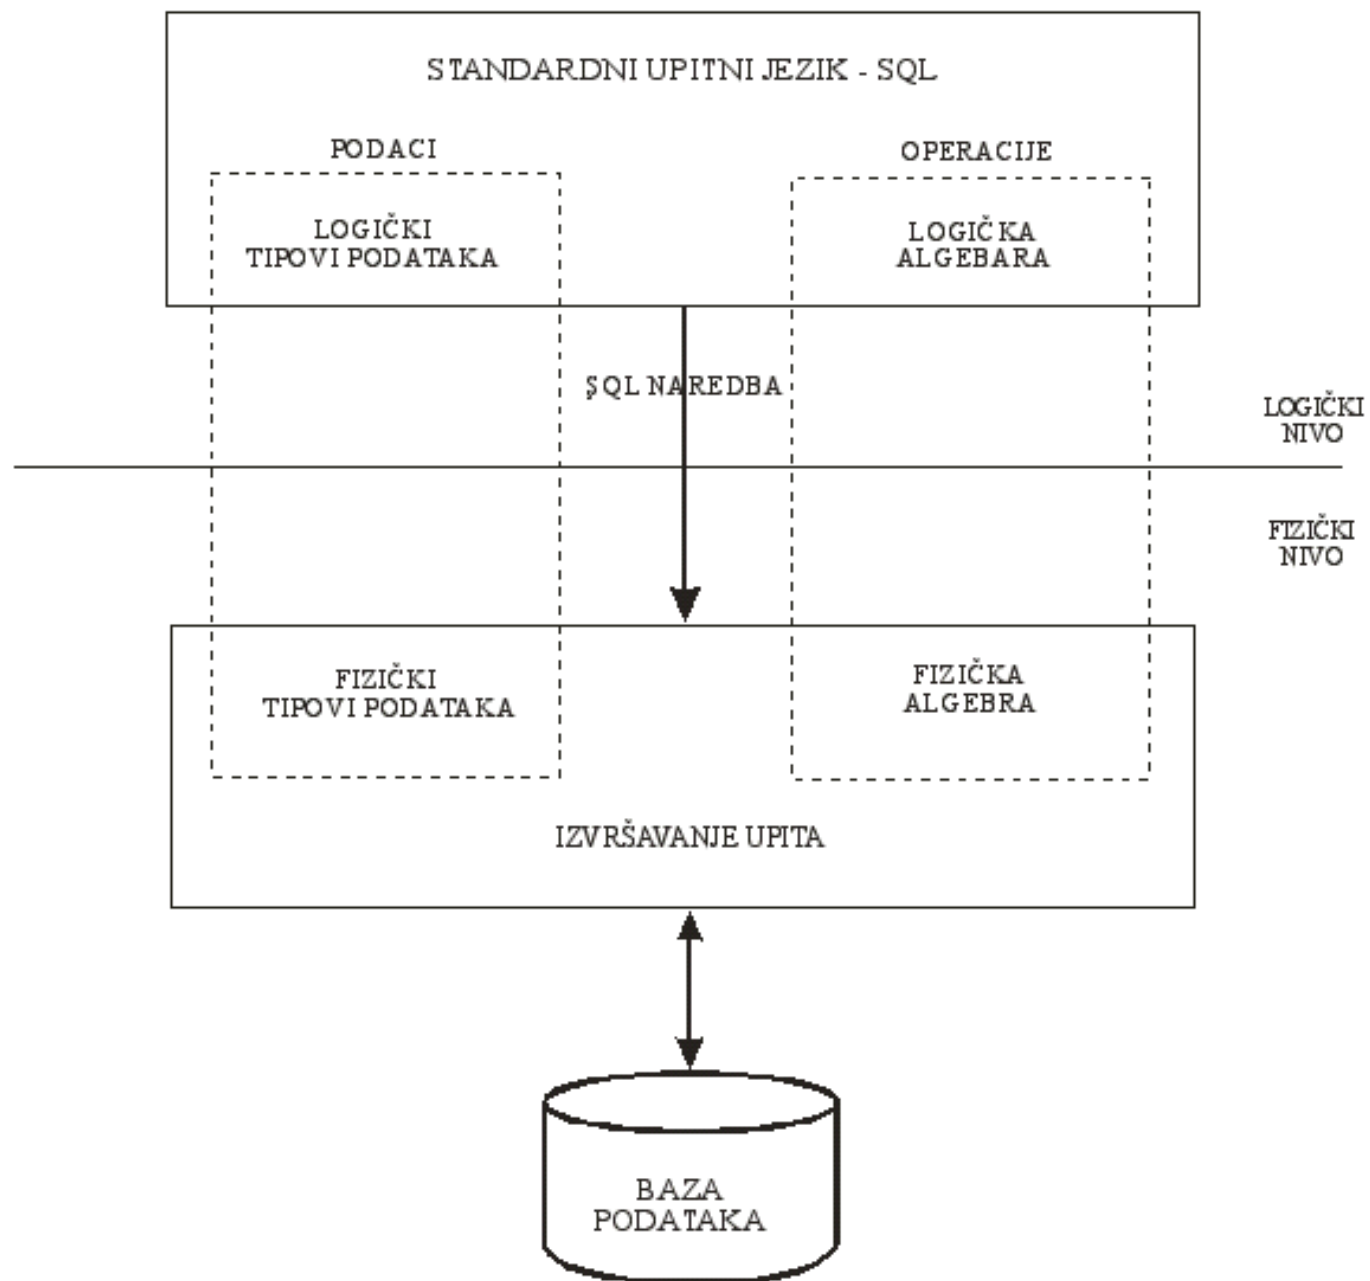 STANDARDNI UPITNI JEZIK - SQL
PODACI
OPERACIJE
LOGIČKI
TIPOVI PODATAKA
LOGIČKA
ALGEBARA
SQL NAREDBA
LOGIČKI
NIVO
FIZIČKI
NIVO
FIZIČKI
TIPOVI PODATAKA
FIZIČKA
ALGEBRA
IZVRŠAVANJE UPITA
BAZA
PODATAKA